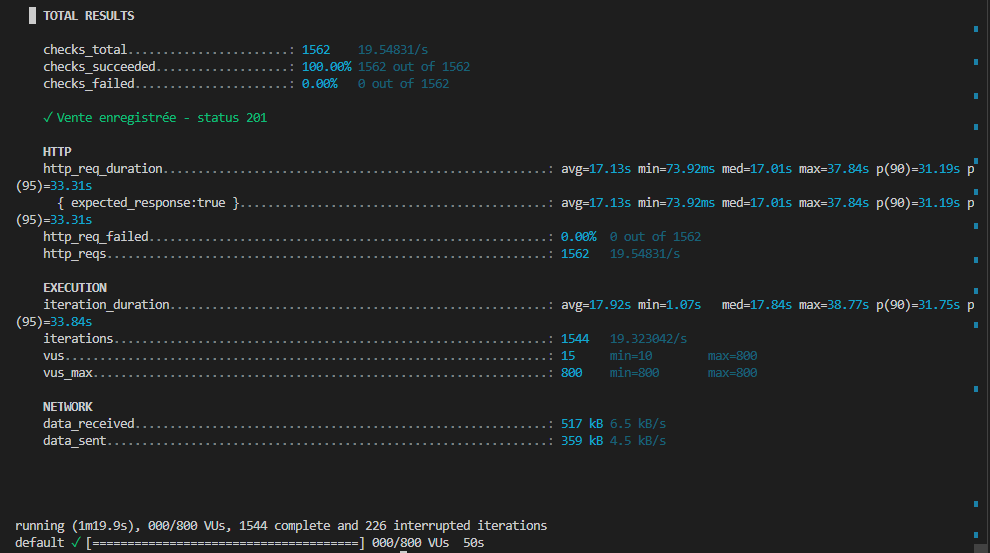 TOTAL RESULTS
checks_total.......................: 1562 19.54831/s
checks_succeeded...................: 100.00% 1562 out of 1562
checks_failed......................: 0.00% 0 out of 1562
✓ Vente enregistrée - status 201
HTTP
http_req_duration.......................................................: avg=17.13s min=73.92ms med=17.01s max=37.84s p(90)=31.19s p
(95)=33.31s
{ expected_response:true }............................................: avg=17.13s min=73.92ms med=17.01s max=37.84s p(90)=31.19s p
(95)=33.31s
http_req_failed.........................................................: 0.00% 0 out of 1562
http_reqs...............................................................: 1562 19.54831/s
EXECUTION
iteration_duration......................................................: avg=17.92s min=1.07s med=17.84s max=38.77s p(90)=31.75s p
(95)=33.84s
iterations..............................................................: 1544 19.323042/s
vus.....................................................................: 15 min=10 max=800
vus_max.................................................................: 800 min=800 max=800
NETWORK
data_received...........................................................: 517 kB 6.5 kB/s
data_sent...............................................................: 359 kB 4.5 kB/s
running (1m19.9s), 000/800 VUs, 1544 complete and 226 interrupted iterations
default ✓ [======================================] 000/800 VUs 50s